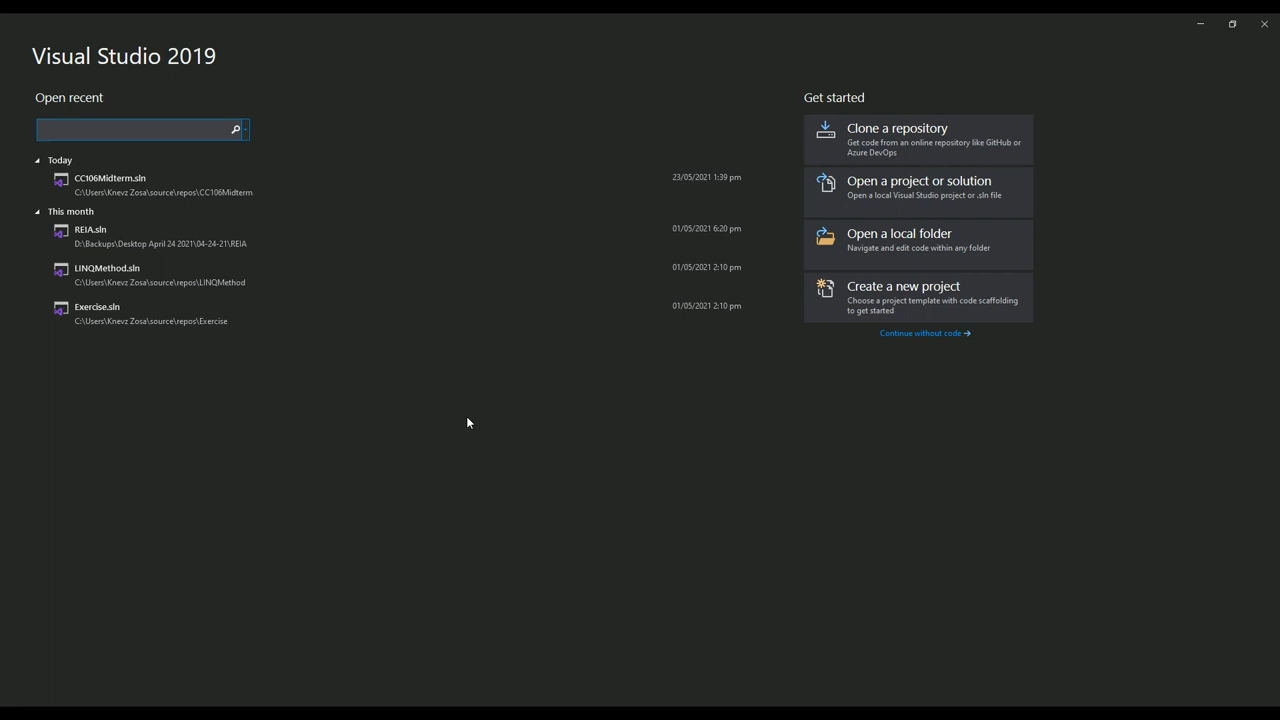 Visual Studio 2019
Open recent
Today
CC106Midterm.sln
23/05/2021 1:39 pm
C:\Users\Knevz Zosa\source\repos\CC106Midterm
This month
REIA.sln
01/05/2021 6:20 pm
D:\Backups\Desktop April 24 2021\04-24-21\REIA
LINQMethod.sln
01/05/2021 2:10 pm
C:\Users\Knevz Zosa\source\repos\LINQMethod
Exercise.sln
01/05/2021 2:10 pm
C:\Users\Knevz Zosa\source\repos\Exercise
Get started
Clone a repository
Get code from an online repository like GitHub or
Azure DevOps
Open a project or solution
Open a local Visual Studio project or .sln file
Open a local folder
Navigate and edit code within any folder
Create a new project
Choose a project template with code scaffolding
to get started
Continue without code →